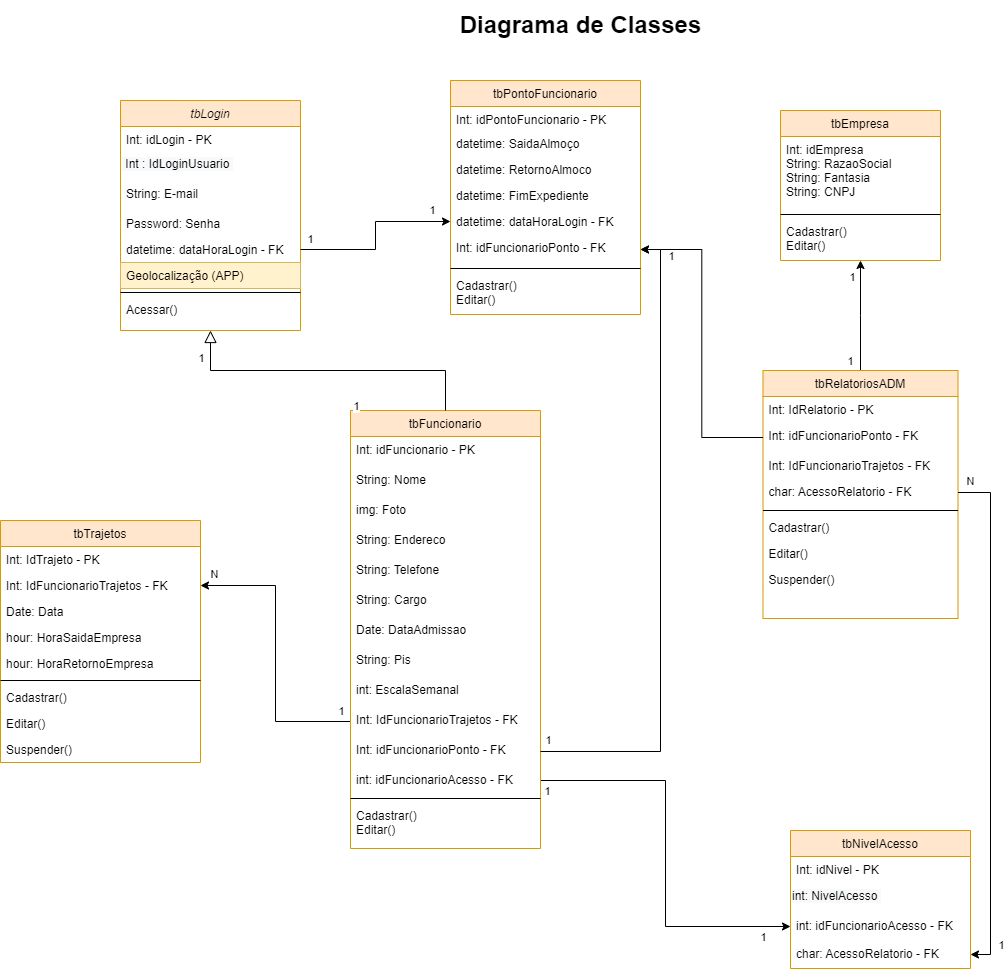 Diagrama de Classes
tbLogin
Int: idLogin - PK
Int : IdLoginUsuario
String: E-mail
Password: Senha
datetime: dataHoraLogin - FK
Geolocalização (APP)
Acessar()
1
1
tbPontoFuncionario
Int: idPontoFuncionario - PK
datetime: SaidaAlmoço
datetime: RetornoAlmoco
datetime: FimExpediente
datetime: dataHoraLogin - FK
Int: idFuncionarioPonto - FK
Cadastrar()
Editar()
1
tbEmpresa
Int: idEmpresa
String: RazaoSocial
String: Fantasia
String: CNPJ
Cadastrar()
Editar()
1
1
tbRelatoriosADM
Int: IdRelatorio - PK
Int: idFuncionarioPonto - FK
Int: IdFuncionarioTrajetos - FK
char: AcessoRelatorio - FK
Cadastrar()
Editar()
Suspender()
N
1
1
tbFuncionario
Int: idFuncionario - PK
String: Nome
img: Foto
String: Endereco
String: Telefone
String: Cargo
Date: DataAdmissao
String: Pis
int: EscalaSemanal
Int: IdFuncionarioTrajetos - FK
Int: idFuncionarioPonto - FK
int: idFuncionarioAcesso - FK
Cadastrar()
Editar()
1
1
1
tbTrajetos
Int: IdTrajeto - PK
Int: IdFuncionarioTrajetos - FK
Date: Data
hour: HoraSaidaEmpresa
hour: HoraRetornoEmpresa
Cadastrar()
Editar()
Suspender()
N
tbNivelAcesso
Int: idNivel - PK
int: NivelAcesso
int: idFuncionarioAcesso - FK
char: AcessoRelatorio - FK
1
1